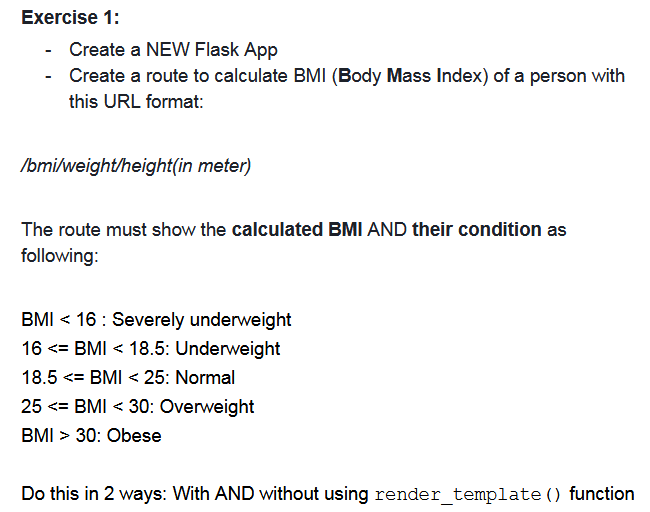 Exercise 1:
- Create a NEW Flask App
- Create a route to calculate BMI (Body Mass Index) of a person with
this URL format:
/bmi/weight/height(in meter)
The route must show the calculated BMI AND their condition as
following:
BMI < 16 : Severely underweight
16 <= BMI < 18.5: Underweight
18.5 <= BMI < 25: Normal
25 <= BMI < 30: Overweight
BMI > 30: Obese
Do this in 2 ways: With AND without using render_template() function